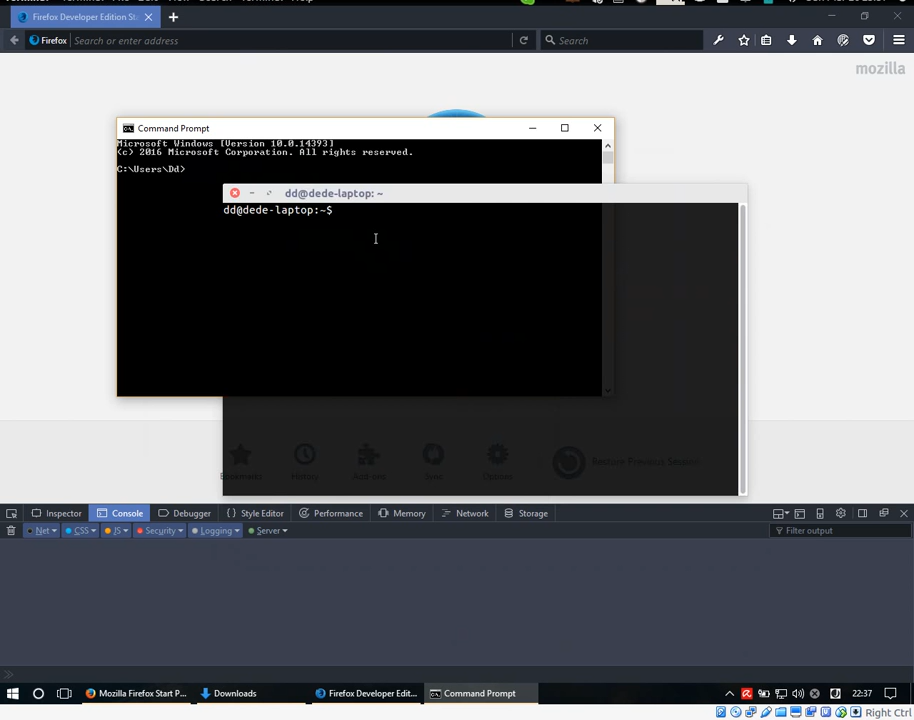 Firefox Developer Edition St
Firefox
Search or enter address
Search
mozilla
Command Prompt
Microsoft Windows [Version 10.0.14393]
(c) 2016 Microsoft Corporation. All rights reserved.
C:\Users\Dd>
dd@dede-laptop: ~
dd@dede-laptop:~$
Bookmarks
History
Add-ons
Sync
Options
Restore Previous Session
Inspector
Console
Debugger
{ } Style Editor
Performance
Memory
Network
Storage
Net
CSS
JS
Security
Logging
Server
Filter output
Mozilla Firefox Start P...
Downloads
Firefox Developer Edit...
Command Prompt
22:37
Right Ctrl